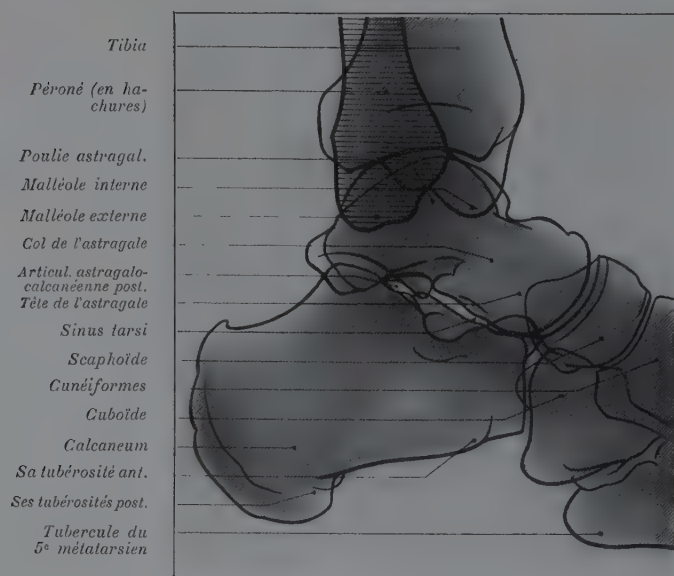 Tibia
Péroné (en ha-
chures)
Poulie astragal.
Malléole interne
Malléole externe
Col de l'astragale
Articul. astragalo-
calcanéenne post.
Tête de l'astragale
Sinus tarsi
Scaphoïde
Cunéiformes
Cuboïde
Calcaneum
Sa tubérosité ant.
Ses tubérosités post.
Tubercule du
5e métatarsien